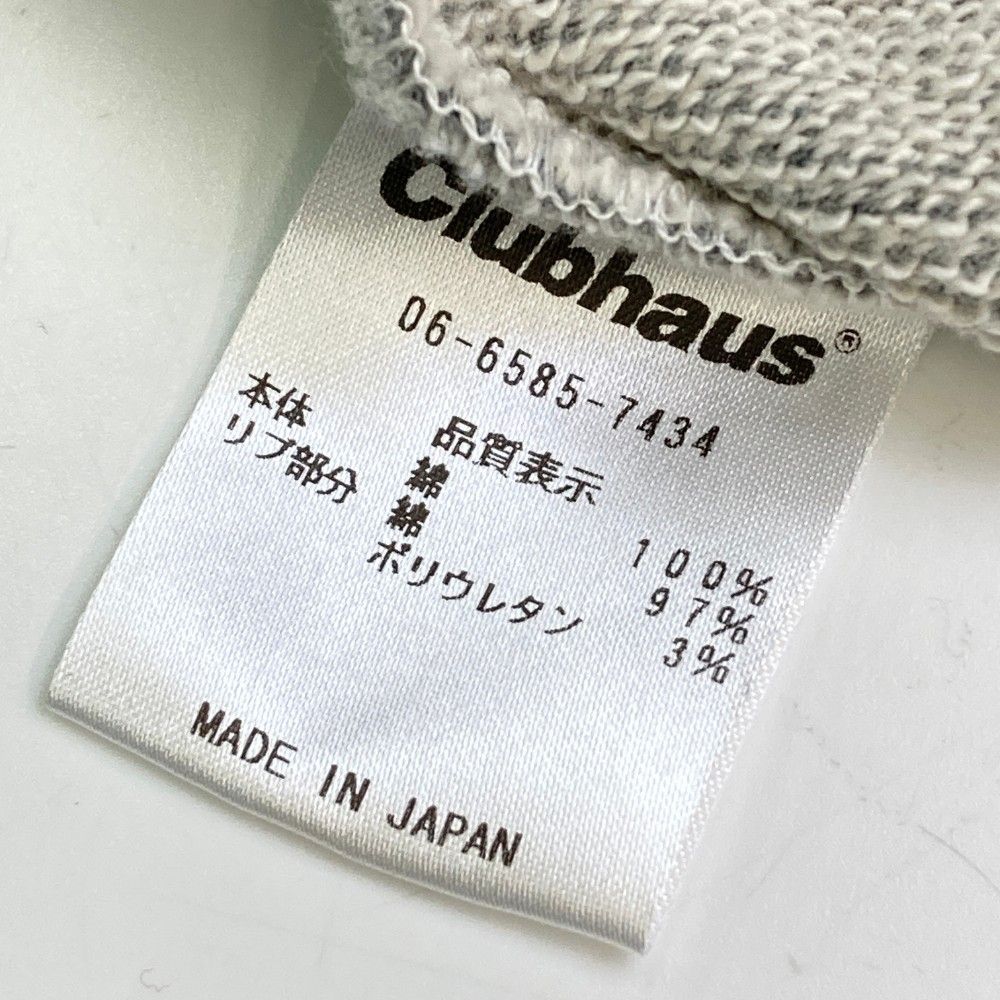 Clubhaus®
06-6585-7434
品質表示
本体 綿 100%
リブ部分 綿 97%
ポリウレタン 3%
MADE IN JAPAN